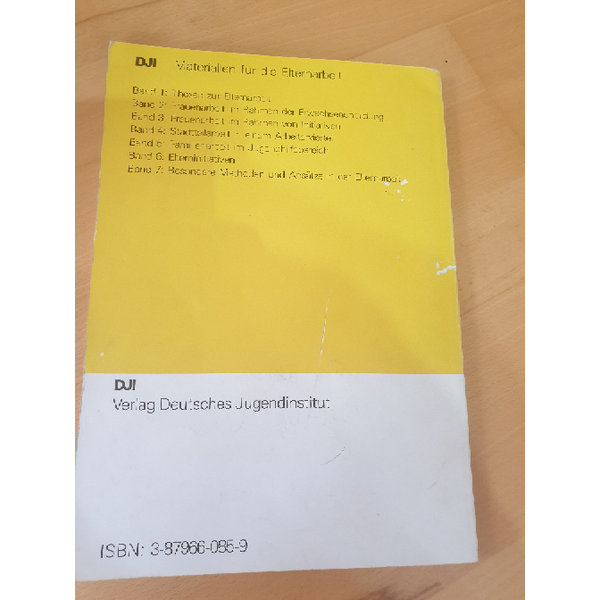 DJI Materialien für die Elternarbeit
Band 1: Thesen zur Elternarbeit
Band 2: Frauenarbeit im Rahmen der Erwachsenenbildung
Band 3: Frauenarbeit im Rahmen von Initiativen
Band 4: Stadtteilarbeit in einem Arbeiterviertel
Band 5: Familienarbeit im Jugendhilfebereich
Band 6: Elterninitiativen
Band 7: Besondere Methoden und Ansätze in der Elternarbeit
DJI
Verlag Deutsches Jugendinstitut
ISBN: 3-87966-085-9